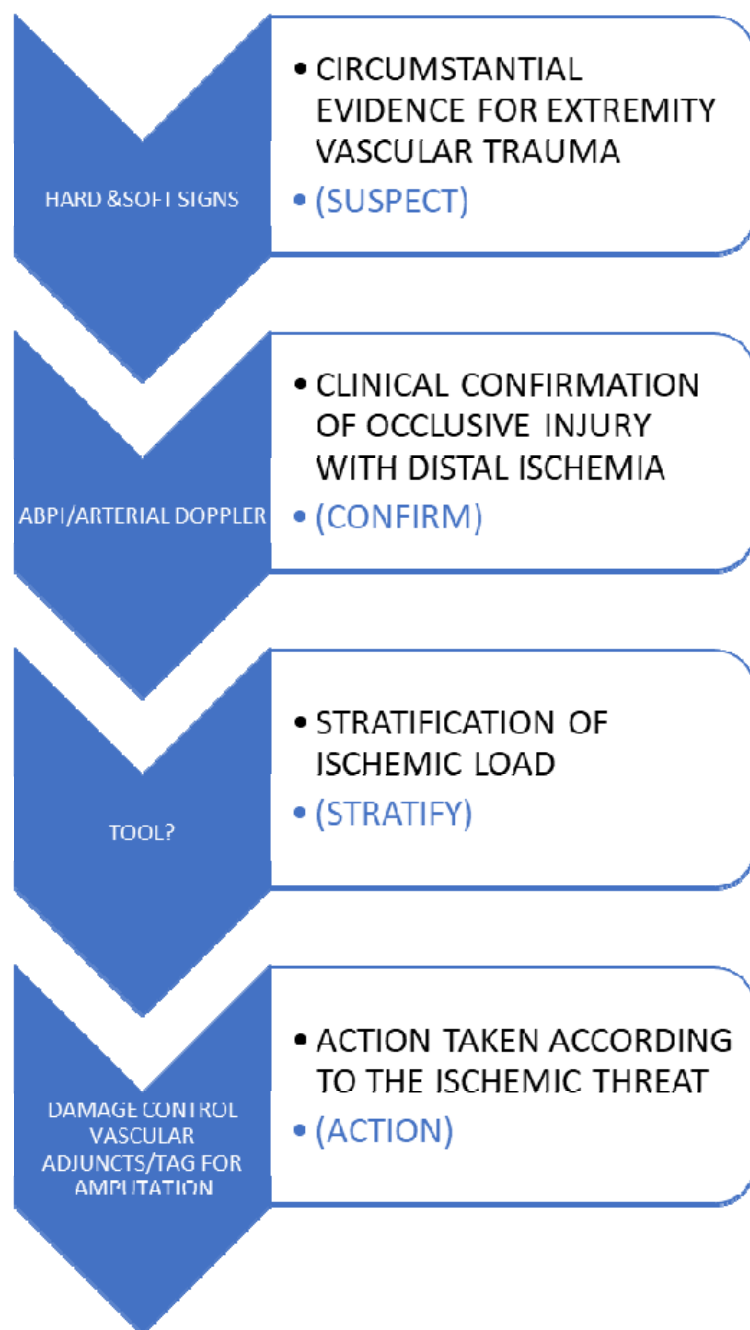 HARD &SOFT SIGNS
• CIRCUMSTANTIAL
EVIDENCE FOR EXTREMITY
VASCULAR TRAUMA
• (SUSPECT)
ABPI/ARTERIAL DOPPLER
• CLINICAL CONFIRMATION
OF OCCLUSIVE INJURY
WITH DISTAL ISCHEMIA
• (CONFIRM)
TOOL?
• STRATIFICATION OF
ISCHEMIC LOAD
• (STRATIFY)
DAMAGE CONTROL
VASCULAR
ADJUNCTS/TAG FOR
AMPUTATION
• ACTION TAKEN ACCORDING
TO THE ISCHEMIC THREAT
• (ACTION)